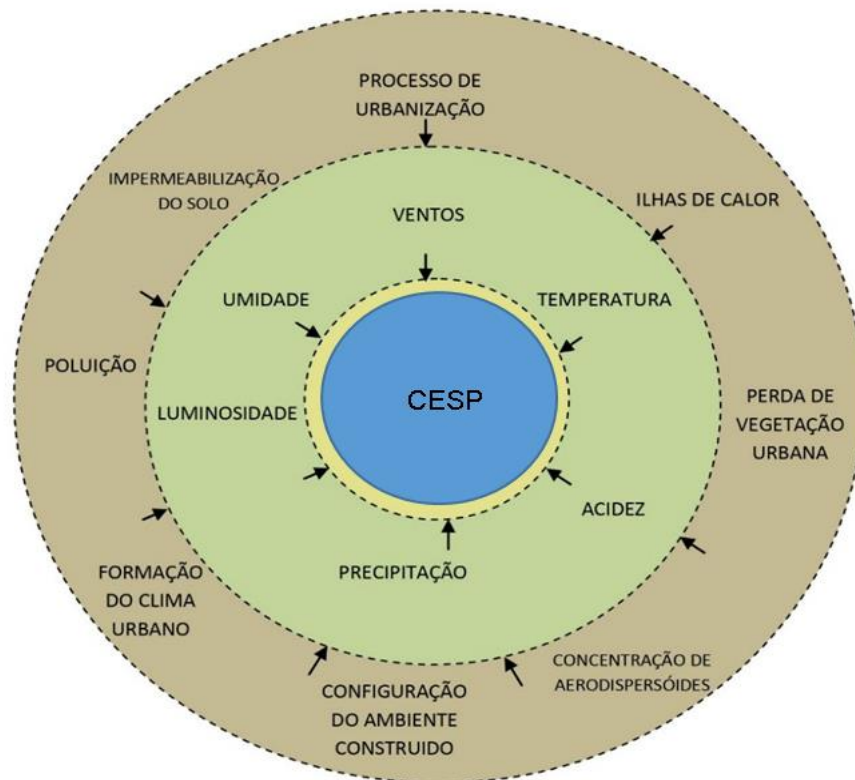 PROCESSO DE
URBANIZAÇÃO
IMPERMEABILIZAÇÃO
DO SOLO
ILHAS DE CALOR
VENTOS
UMIDADE
TEMPERATURA
POLUIÇÃO
LUMINOSIDADE
CESP
PERDA DE
VEGETAÇÃO
URBANA
ACIDEZ
PRECIPITAÇÃO
FORMAÇÃO
DO CLIMA
URBANO
CONCENTRAÇÃO DE
AERODISPERSÓIDES
CONFIGURAÇÃO
DO AMBIENTE
CONSTRUIDO